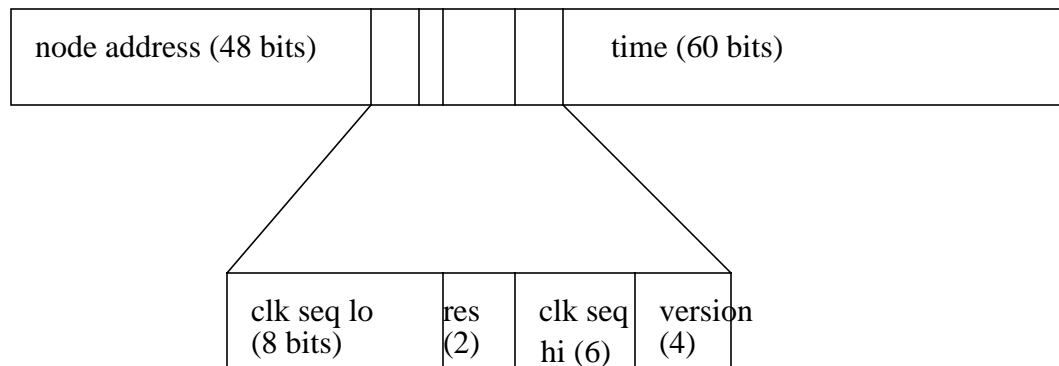 node address (48 bits)
time (60 bits)
clk seq lo
(8 bits)
res
(2)
clk seq
hi (6)
version
(4)